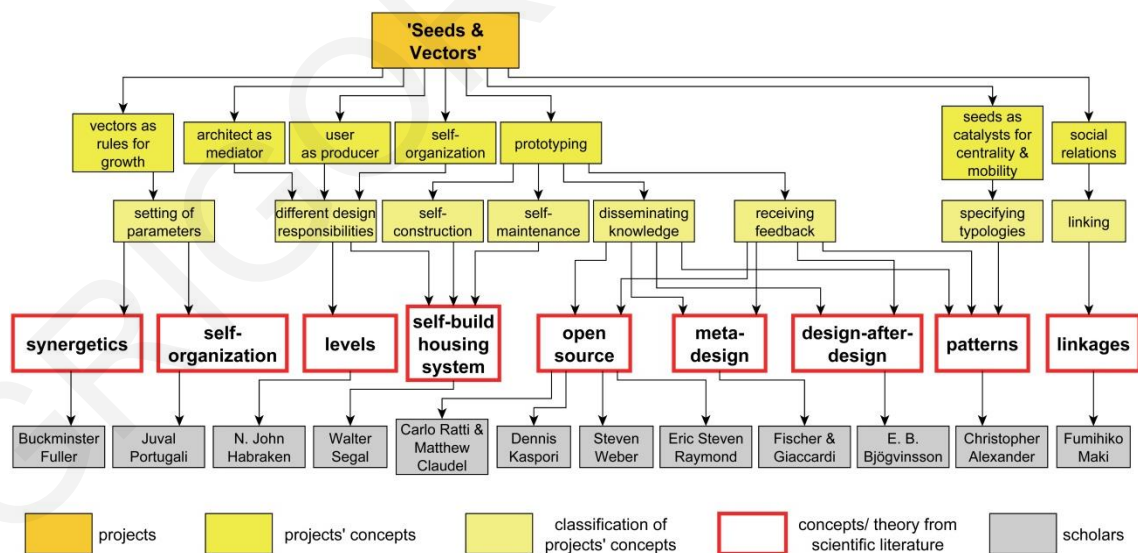 'Seeds &
Vectors'
vectors as
rules for
growth
architect as
mediator
user
as producer
self-
organization
prototyping
seeds as
catalysts for
centrality &
mobility
social
relations
setting of
parameters
different design
responsibilities
self-
construction
self-
maintenance
disseminating
knowledge
receiving
feedback
specifying
typologies
linking
synergetics
self-
organization
levels
self-build
housing
system
open
source
meta-
design
design-after-
design
patterns
linkages
Buckminster
Fuller
Juval
Portugali
N. John
Habraken
Walter
Segal
Carlo Ratti &
Matthew
Claudel
Dennis
Kaspori
Steven
Weber
Eric Steven
Raymond
Fischer &
Giaccardi
E. B.
Bjögvinsson
Christopher
Alexander
Fumihiko
Maki
projects
projects' concepts
classification of
projects' concepts
concepts/ theory from
scientific literature
scholars